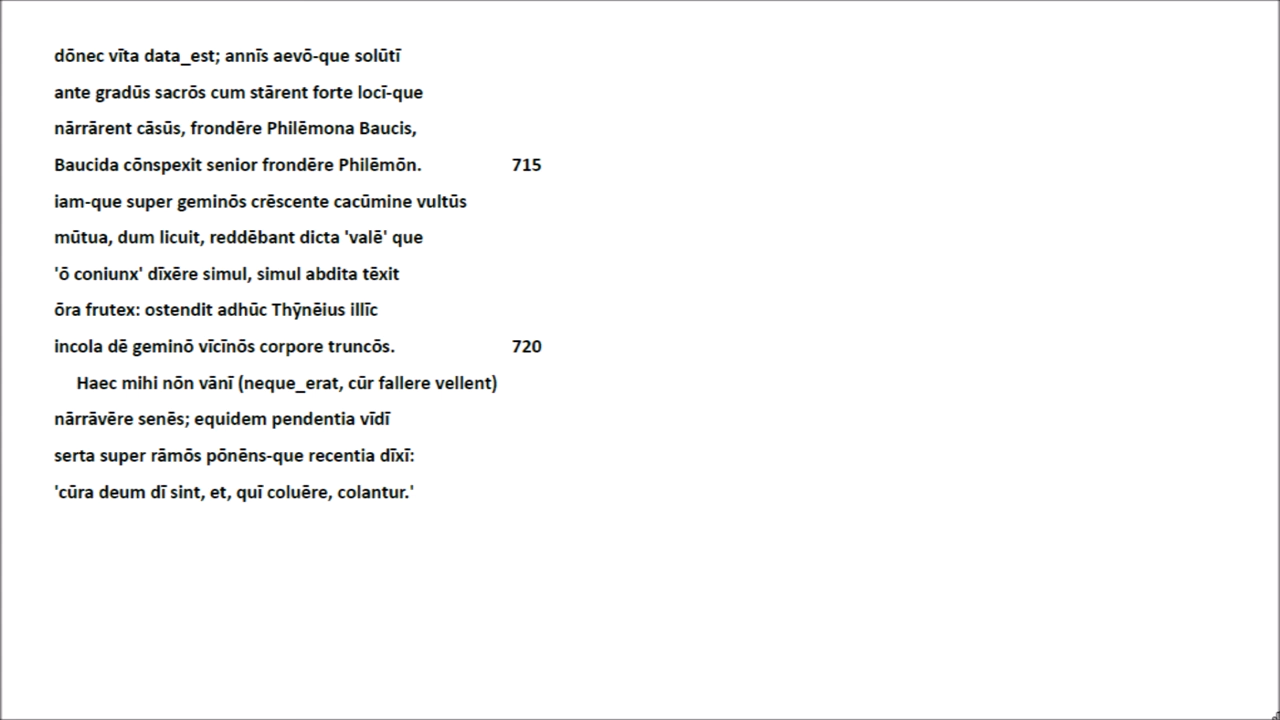 dōnec vīta data_est; annīs aevō-que solūtī
ante gradūs sacrōs cum stārent forte locī-que
nārrārent cāsūs, frondēre Philēmona Baucis,
Baucida cōnspexit senior frondēre Philēmōn. 715
iam-que super geminōs crēscente cacūmine vultūs
mūtua, dum licuit, reddēbant dicta 'valē' que
'ō coniunx' dīxēre simul, simul abdita tēxit
ōra frutex: ostendit adhūc Thȳnēius illīc
incola dē geminō vīcīnōs corpore truncōs. 720
Haec mihi nōn vānī (neque_erat, cūr fallere vellent)
nārrāvēre senēs; equidem pendentia vīdī
serta super rāmōs pōnēns-que recentia dīxī:
'cūra deum dī sint, et, quī coluēre, colantur.'